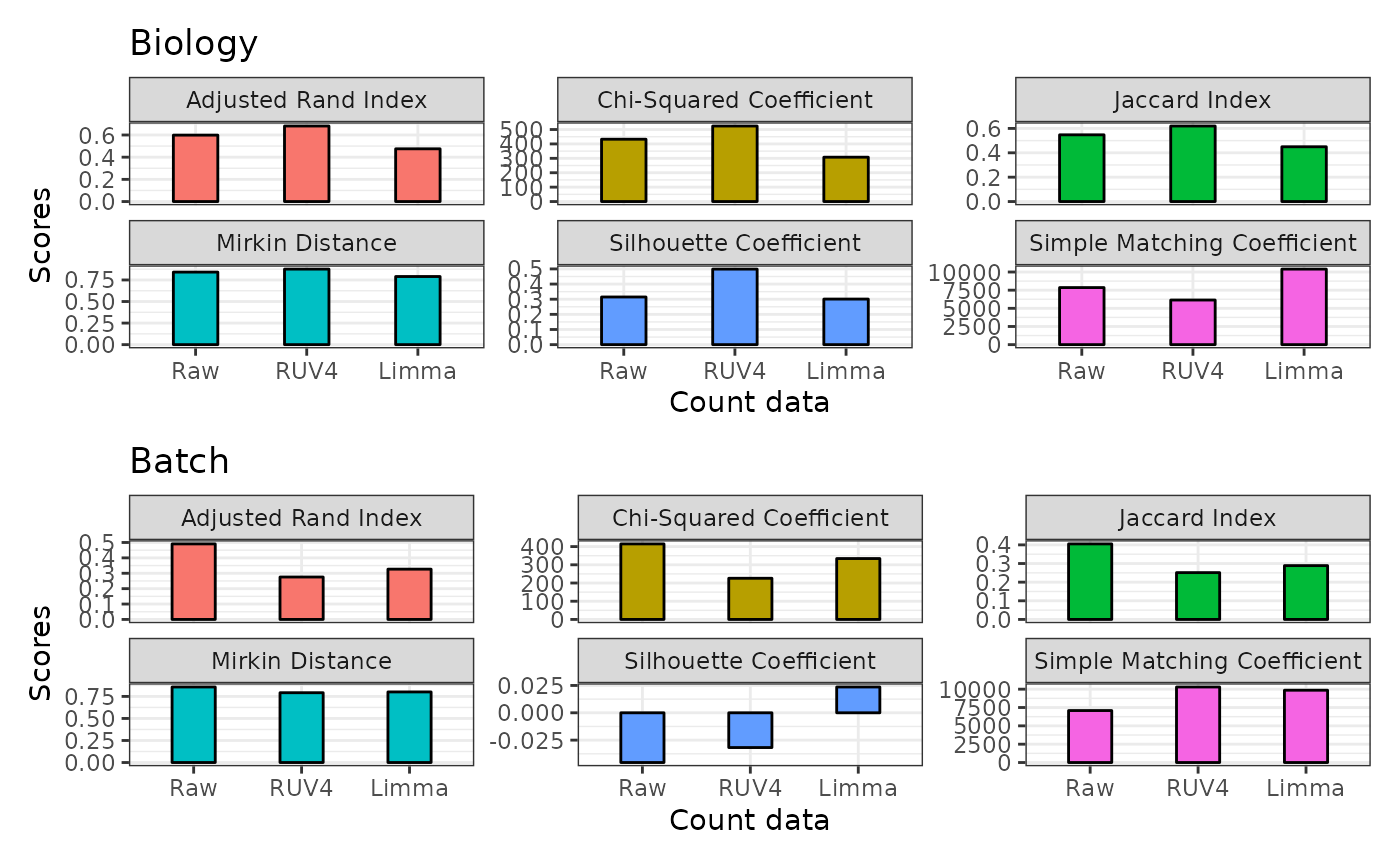 Biology
Adjusted Rand Index Chi-Squared Coefficient Jaccard Index
0.6 0.4 0.2 0.0
500 400 300 200 100 0
0.6 0.4 0.2 0.0
Scores
Mirkin Distance Silhouette Coefficient Simple Matching Coefficient
0.75 0.50 0.25 0.00
0.5 0.4 0.3 0.2 0.1 0.0
10000 7500 5000 2500 0
Raw RUV4 Limma Raw RUV4 Limma Raw RUV4 Limma
Count data
Batch
Adjusted Rand Index Chi-Squared Coefficient Jaccard Index
0.5 0.4 0.3 0.2 0.1 0.0
400 300 200 100 0
0.4 0.3 0.2 0.1 0.0
Scores
Mirkin Distance Silhouette Coefficient Simple Matching Coefficient
0.75 0.50 0.25 0.00
0.025 0.000 -0.025
10000 7500 5000 2500 0
Raw RUV4 Limma Raw RUV4 Limma Raw RUV4 Limma
Count data